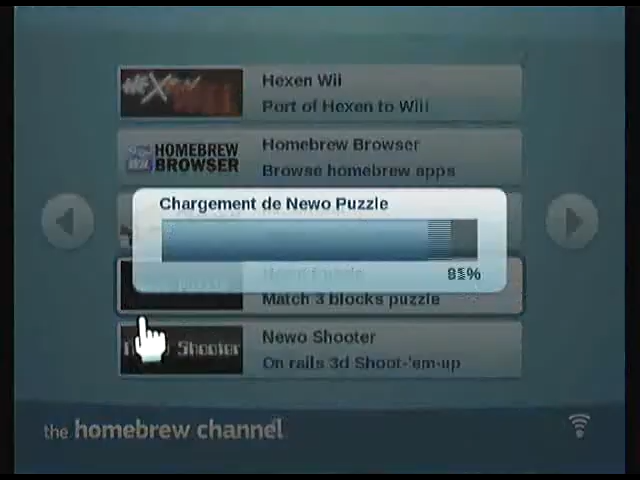 HEXEN
WII
Hexen Wii
Port of Hexen to Wii!
HOMEBREW
BROWSER
Homebrew Browser
Browse homebrew apps
Chargement de Newo Puzzle
Match 3 blocks puzzle
Shooter
Newo Shooter
On rails 3d Shoot-'em-up
the homebrew channel